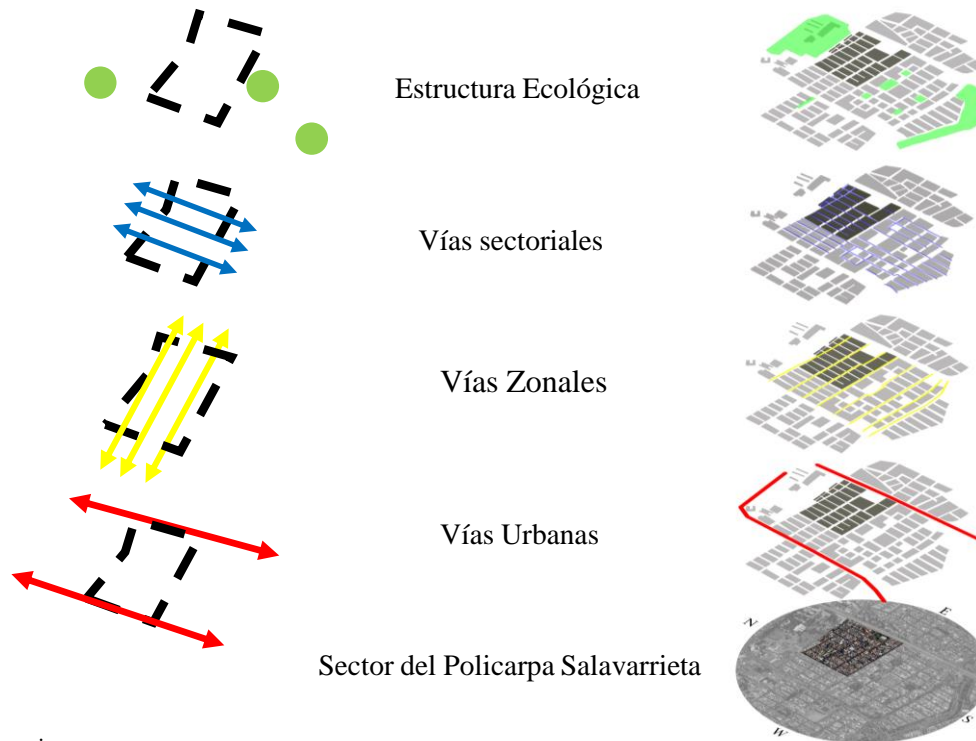 Estructura Ecológica
Vías sectoriales
Vías Zonales
Vías Urbanas
N
E
Sector del Policarpa Salavarrieta
W
S